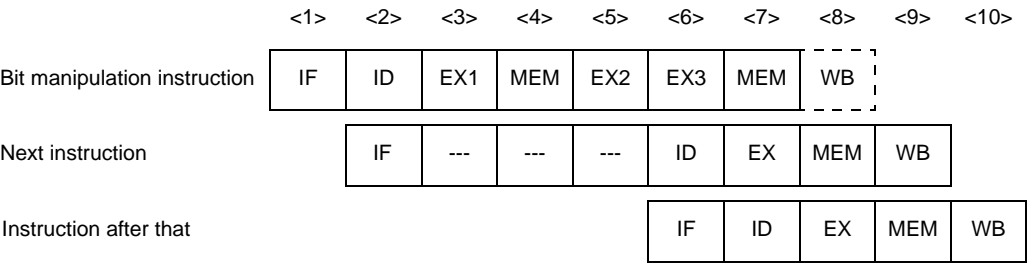 <1> <2> <3> <4> <5> <6> <7> <8> <9> <10>
Bit manipulation instruction IF ID EX1 MEM EX2 EX3 MEM WB
Next instruction IF --- --- --- ID EX MEM WB
Instruction after that IF ID EX MEM WB